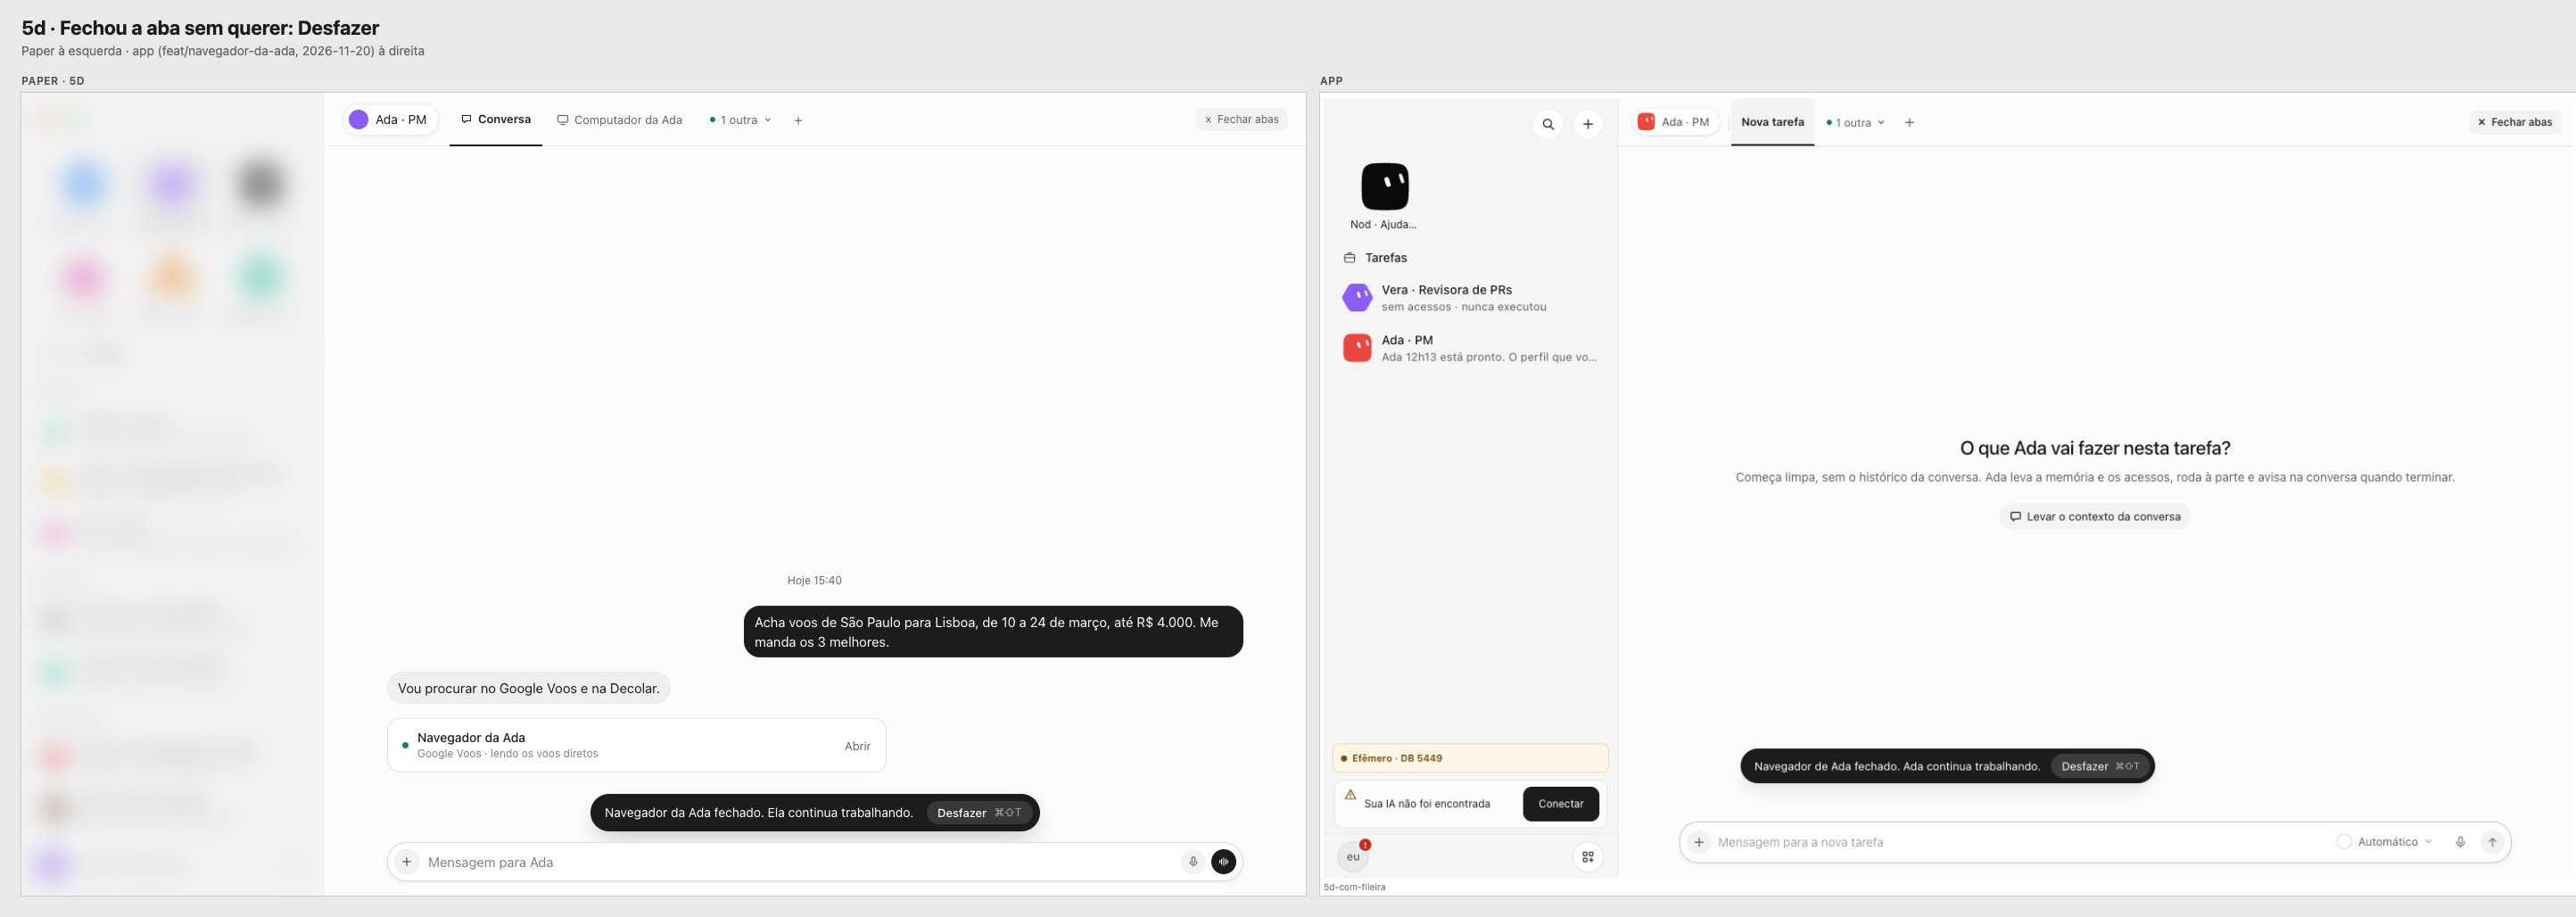 5d · Fechou a aba sem querer: Desfazer
Paper à esquerda · app (feat/navegador-da-ada, 2026-11-20) à direita
PAPER · 5D
Ada · PM
Conversa
Computador da Ada
1 outra
Fechar abas
Hoje 15:40
Acha voos de São Paulo para Lisboa, de 10 a 24 de março, até R$ 4.000. Me
manda os 3 melhores.
Vou procurar no Google Voos e na Decolar.
Navegador da Ada
Google Voos · lendo os voos diretos
Abrir
Navegador da Ada fechado. Ela continua trabalhando.
Desfazer ⌘⇧T
Mensagem para Ada
APP
Nod · Ajuda...
Tarefas
Vera · Revisora de PRs
sem acessos · nunca executou
Ada · PM
Ada 12h13 está pronto. O perfil que vo...
Efêmero · DB 5449
Sua IA não foi encontrada
Conectar
eu
Ada · PM
Nova tarefa
1 outra
Fechar abas
O que Ada vai fazer nesta tarefa?
Começa limpa, sem o histórico da conversa. Ada leva a memória e os acessos, roda à parte e avisa na conversa quando terminar.
Levar o contexto da conversa
Navegador de Ada fechado. Ada continua trabalhando.
Desfazer ⌘⇧T
Mensagem para a nova tarefa
Automático
5d-com-fileira